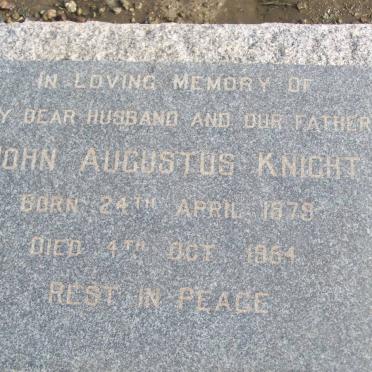 IN LOVING MEMORY OF
Y DEAR HUSBAND AND OUR FATHER
OHN AUGUSTUS KNIGHT
BORN 24TH APRIL 1879
DIED 4TH OCT. 1964
REST IN PEACE